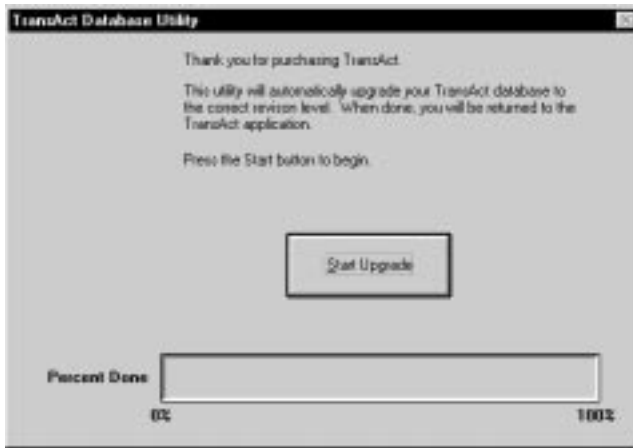 TransAct Database Utility
Thank you for purchasing TransAct.
This utility will automatically upgrade your TransAct database to
the correct revison level. When done, you will be returned to the
TransAct application.
Press the Start button to begin.
Start Upgrade
Percent Done
0%
100%